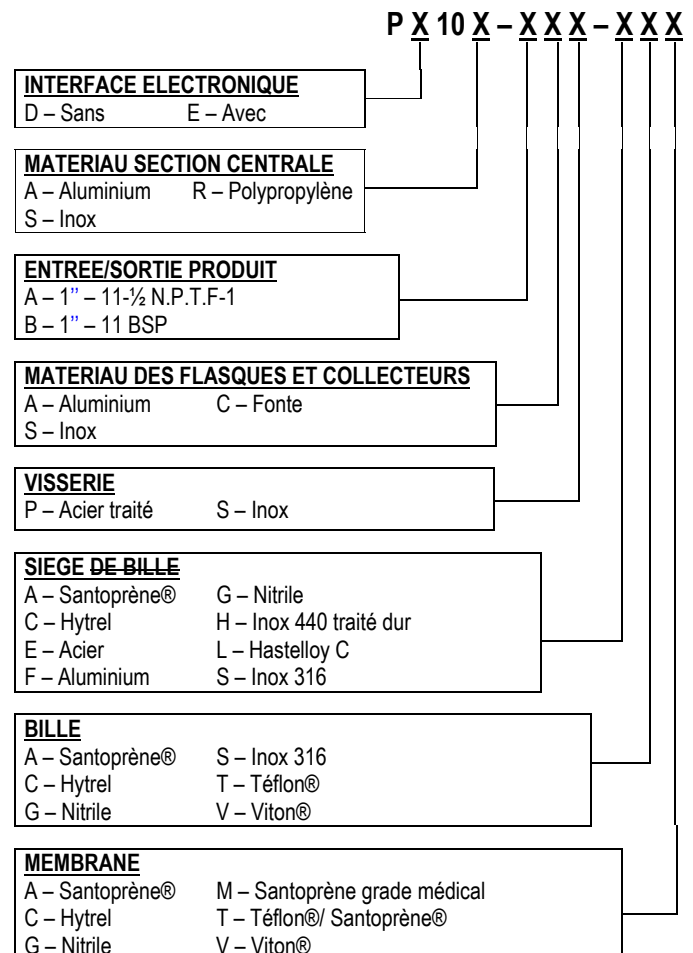 P X 10 X – X X X – X X X
INTERFACE ELECTRONIQUE
D – Sans E – Avec
MATERIAU SECTION CENTRALE
A – Aluminium R – Polypropylène
S – Inox
ENTREE/SORTIE PRODUIT
A – 1’’ – 11-½ N.P.T.F-1
B – 1’’ – 11 BSP
MATERIAU DES FLASQUES ET COLLECTEURS
A – Aluminium C – Fonte
S – Inox
VISSERIE
P – Acier traité S – Inox
SIEGE DE BILLE
A – Santoprène® G – Nitrile
C – Hytrel H – Inox 440 traité dur
E – Acier L – Hastelloy C
F – Aluminium S – Inox 316
BILLE
A – Santoprène® S – Inox 316
C – Hytrel T – Téflon®
G – Nitrile V – Viton®
MEMBRANE
A – Santoprène® M – Santoprène grade médical
C – Hytrel T – Téflon®/ Santoprène®
G – Nitrile V – Viton®